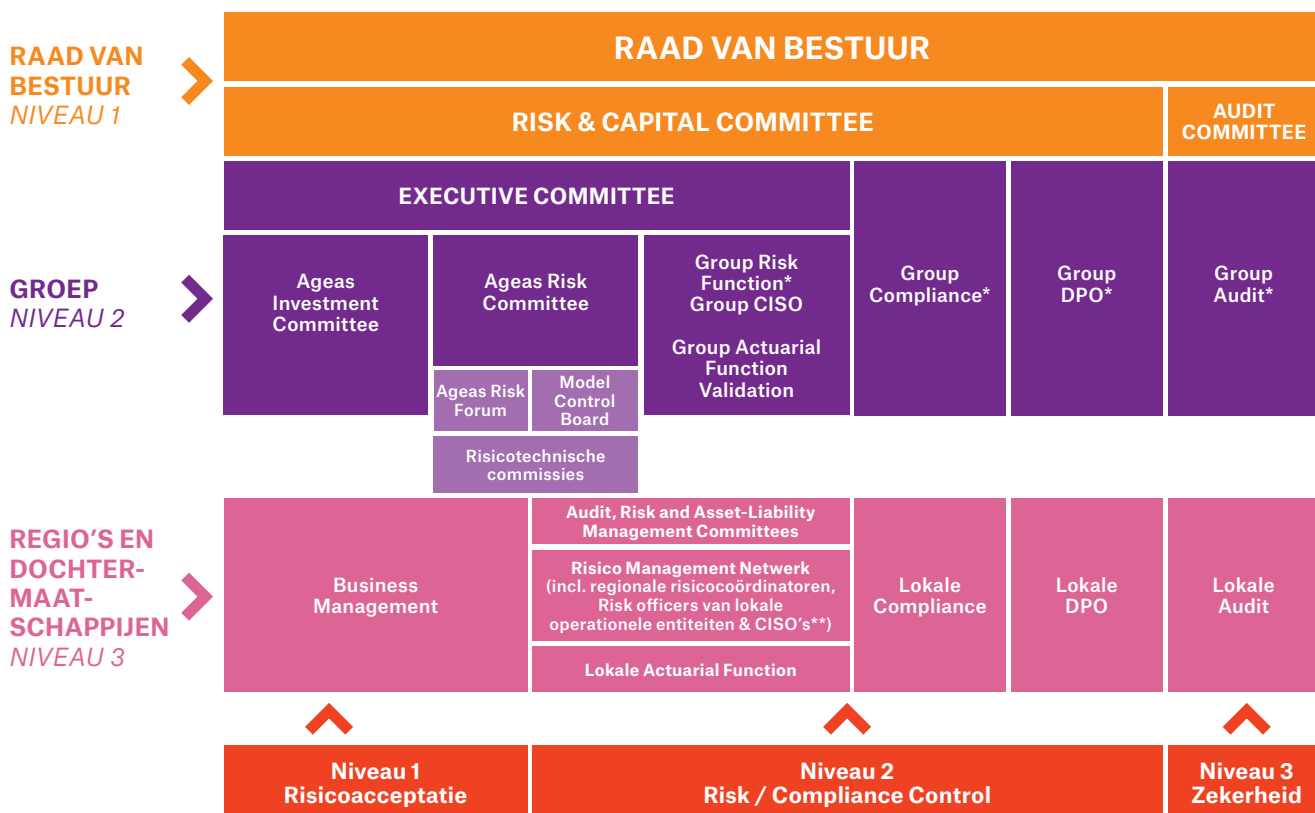 RAAD VAN
BESTUUR
NIVEAU 1
RAAD VAN BESTUUR
RISK & CAPITAL COMMITTEE
AUDIT
COMMITTEE
GROEP
NIVEAU 2
EXECUTIVE COMMITTEE
Ageas
Investment
Committee
Ageas Risk
Committee
Ageas Risk
Forum
Model
Control
Board
Risicotechnische
commissies
Group Risk
Function*
Group CISO
Group Actuarial
Function
Validation
Group
Compliance*
Group
DPO*
Group
Audit*
REGIO'S EN
DOCHTER-
MAAT-
SCHAPPIJEN
NIVEAU 3
Business
Management
Audit, Risk and Asset-Liability
Management Committees
Risico Management Netwerk
(incl. regionale risicocoördinatoren,
Risk officers van lokale
operationele entiteiten & CISO's**)
Lokale Actuarial Function
Lokale
Compliance
Lokale
DPO
Lokale
Audit
Niveau 1
Risicoacceptatie
Niveau 2
Risk / Compliance Control
Niveau 3
Zekerheid